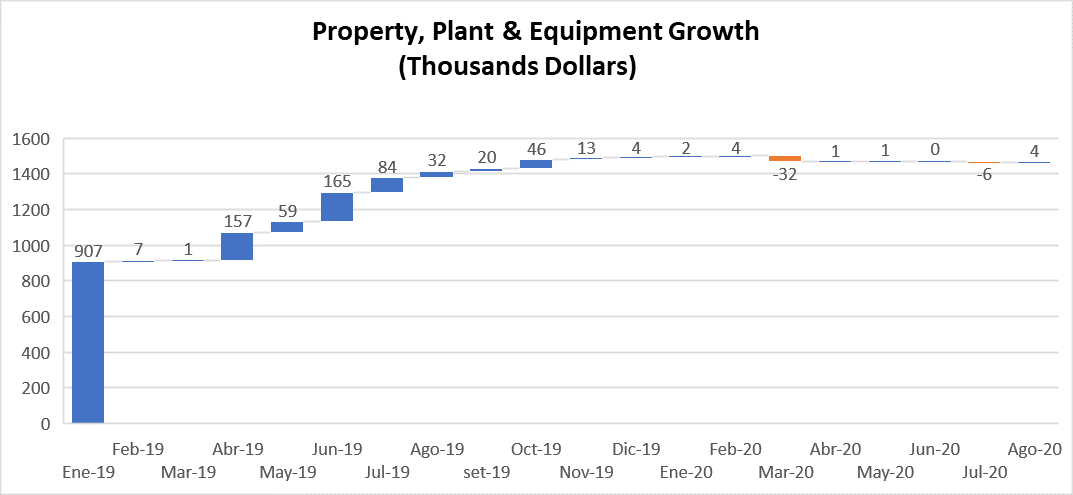 Property, Plant & Equipment Growth
(Thousands Dollars)
1600
1400
1200
1000
800
600
400
200
0
907
7
1
157
59
165
84
32
20
46
13
4
2
4
-32
1
1
0
-6
4
Ene-19
Feb-19
Mar-19
Abr-19
May-19
Jun-19
Jul-19
Ago-19
set-19
Oct-19
Nov-19
Dic-19
Ene-20
Feb-20
Mar-20
Abr-20
May-20
Jun-20
Jul-20
Ago-20